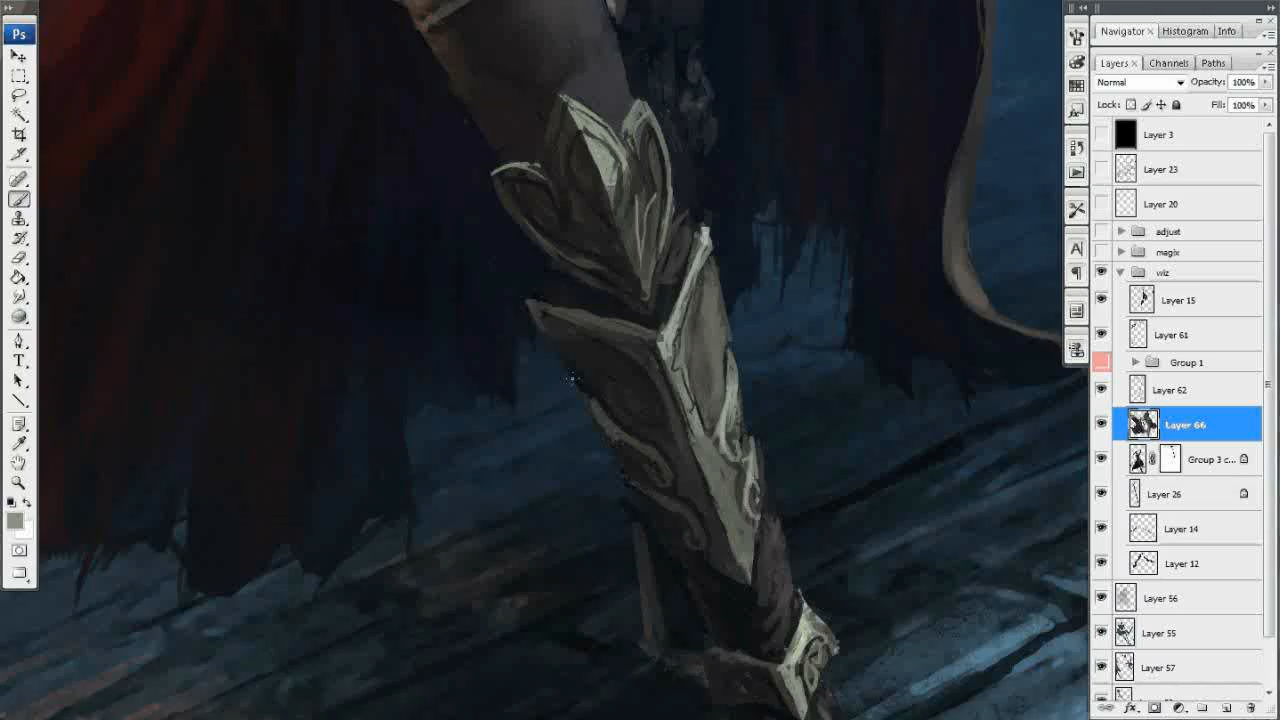 Ps
Navigator × Histogram Info
Layers × Channels Paths
Normal Opacity: 100%
Lock: Fill: 100%
Layer 3
Layer 23
Layer 20
adjust
magix
wiz
Layer 15
Layer 61
Group 1
Layer 62
Layer 66
Group 3 c...
Layer 26
Layer 14
Layer 12
Layer 56
Layer 55
Layer 57